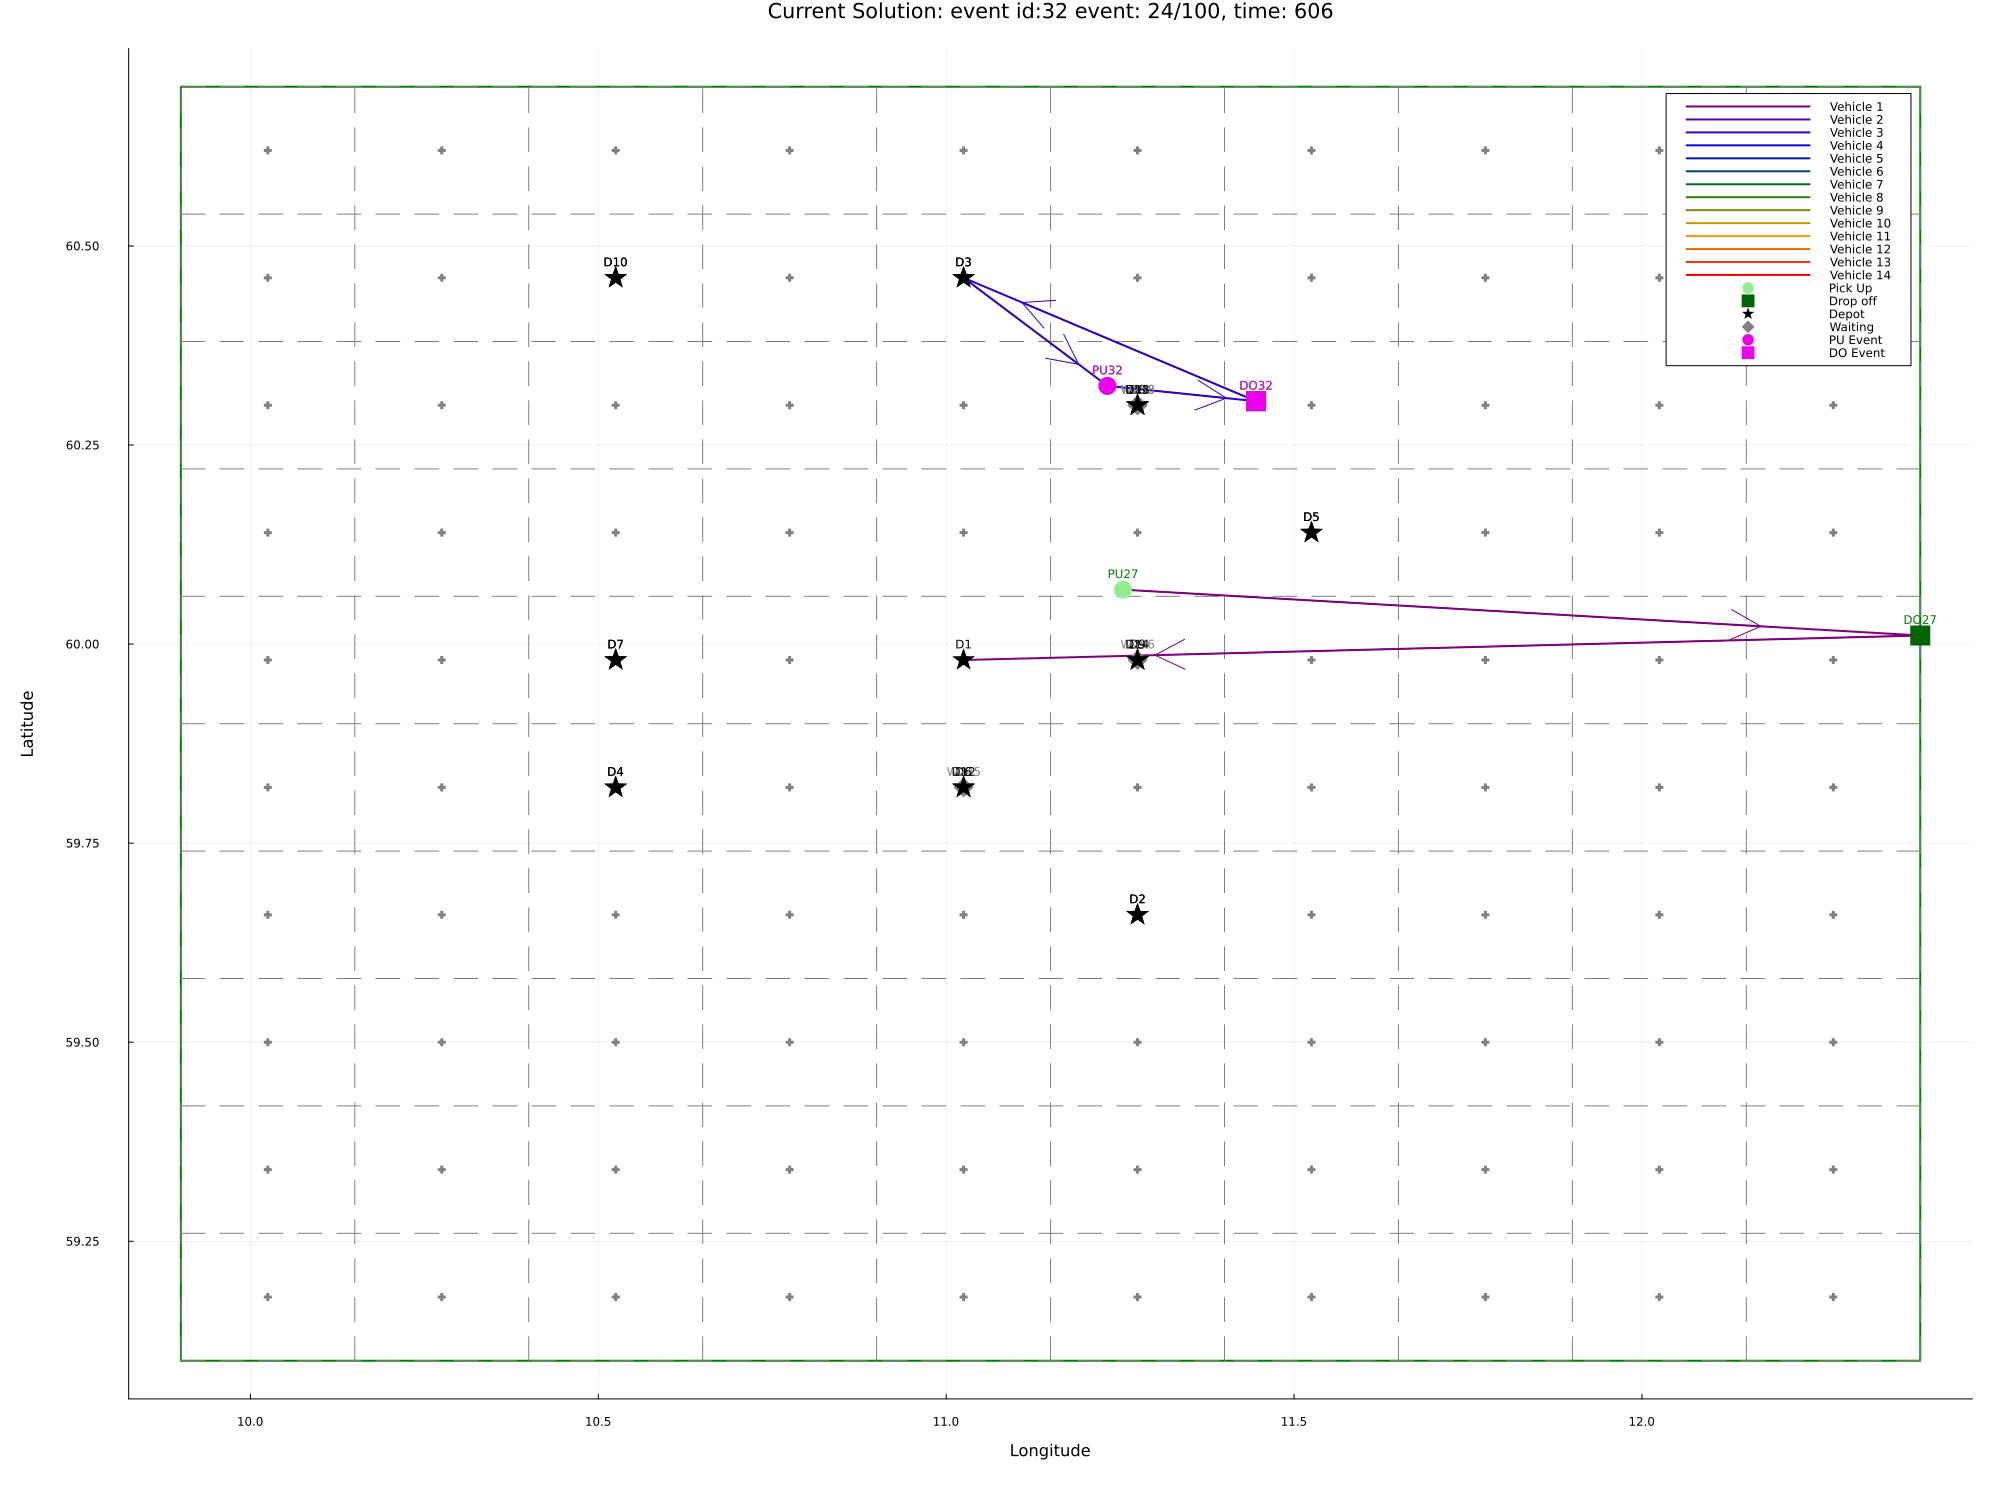 Current Solution: event id:32 event: 24/100, time: 606
Vehicle 1
Vehicle 2
Vehicle 3
Vehicle 4
Vehicle 5
Vehicle 6
Vehicle 7
Vehicle 8
Vehicle 9
Vehicle 10
Vehicle 11
Vehicle 12
Vehicle 13
Vehicle 14
Pick Up
Drop off
Depot
Waiting
PU Event
DO Event
60.50
D10
D3
PU32
DO32
60.25
D5
PU27
DO27
60.00
D7
D1
Latitude
D4
59.75
D2
59.50
59.25
10.0
10.5
11.0
11.5
12.0
Longitude